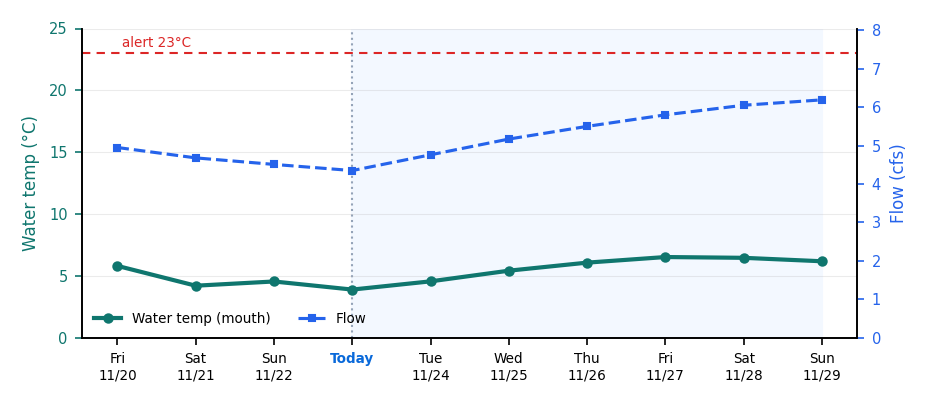 alert 23°C
Water temp (°C)
25
20
15
10
5
0
Flow (cfs)
8
7
6
5
4
3
2
1
0
Water temp (mouth)
Flow
Fri
11/20
Sat
11/21
Sun
11/22
Today
Tue
11/24
Wed
11/25
Thu
11/26
Fri
11/27
Sat
11/28
Sun
11/29